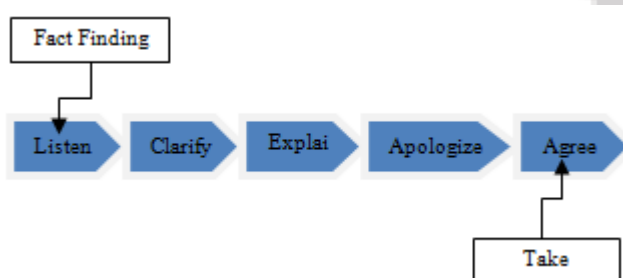 Fact Finding
Listen
Clarify
Explai
Apologize
Agree
Take